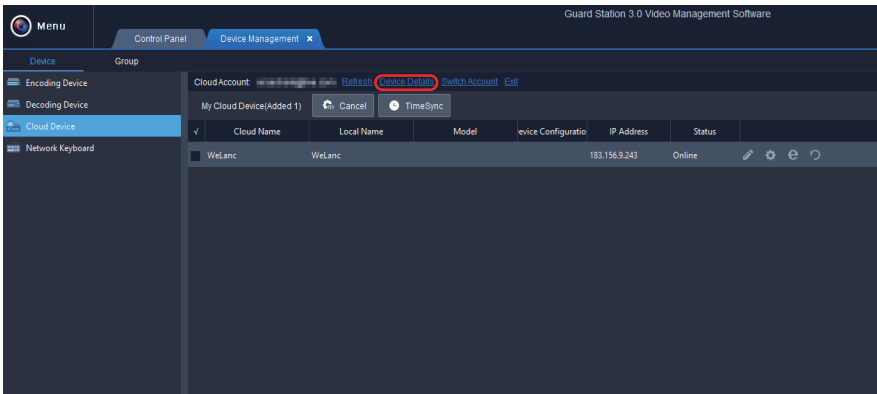 Guard Station 3.0 Video Management Software
Menu
Control Panel
Device Management ×
Device
Group
Encoding Device
Decoding Device
Cloud Device
Network Keyboard
Cloud Account: Refresh Device Details Switch Account Exit
My Cloud Device(Added 1) Cancel TimeSync
√ Cloud Name Local Name Model evice Configuratio IP Address Status
WeLanc WeLanc 183.156.9.243 Online